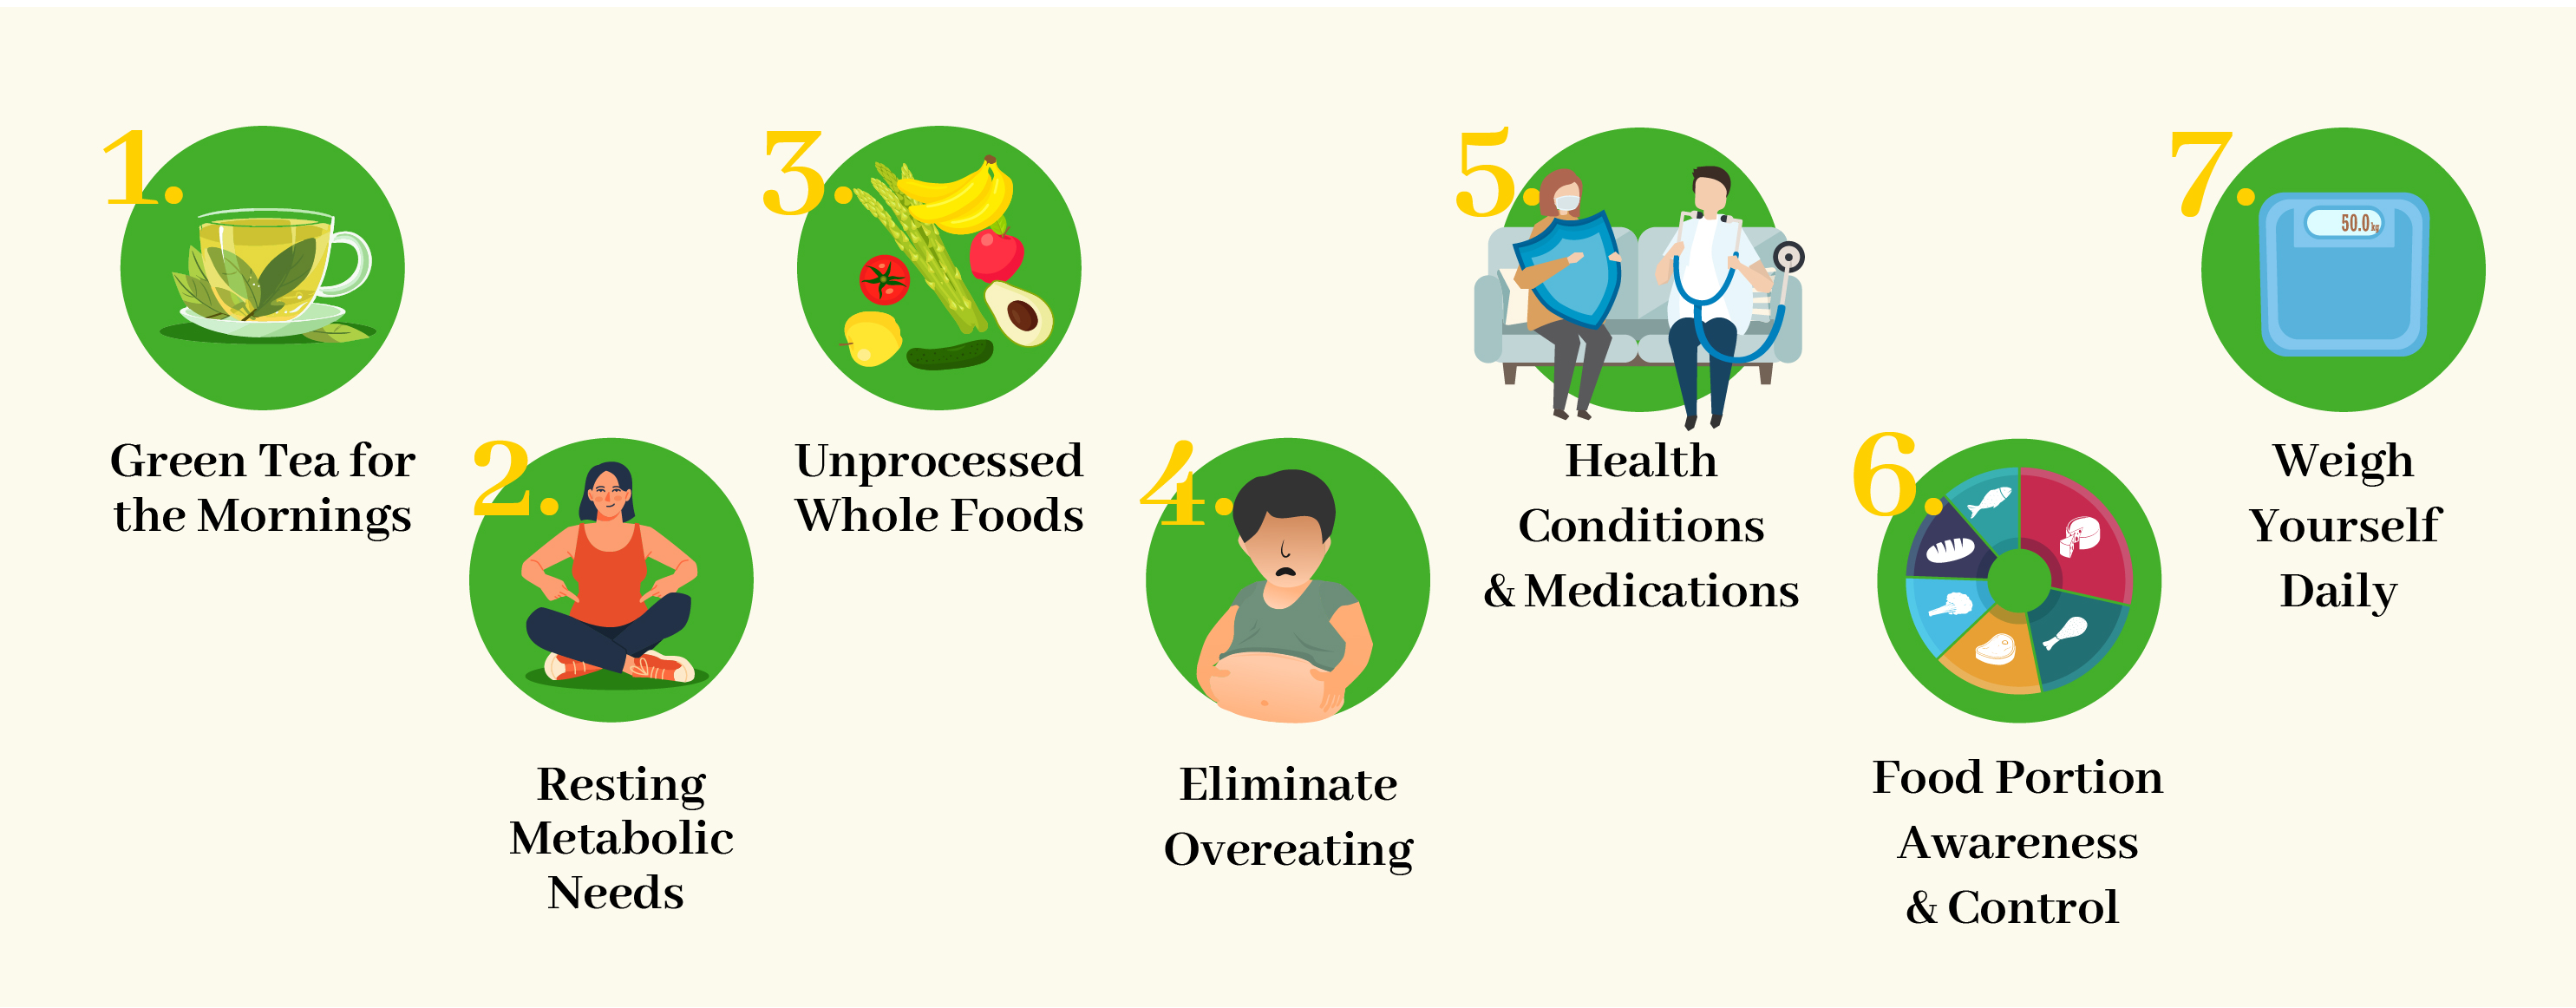 1.
Green Tea for
the Mornings
2.
Resting
Metabolic
Needs
3.
Unprocessed
Whole Foods
4.
Eliminate
Overeating
5.
Health
Conditions
& Medications
6.
Food Portion
Awareness
& Control
7.
50.0kg
Weigh
Yourself
Daily